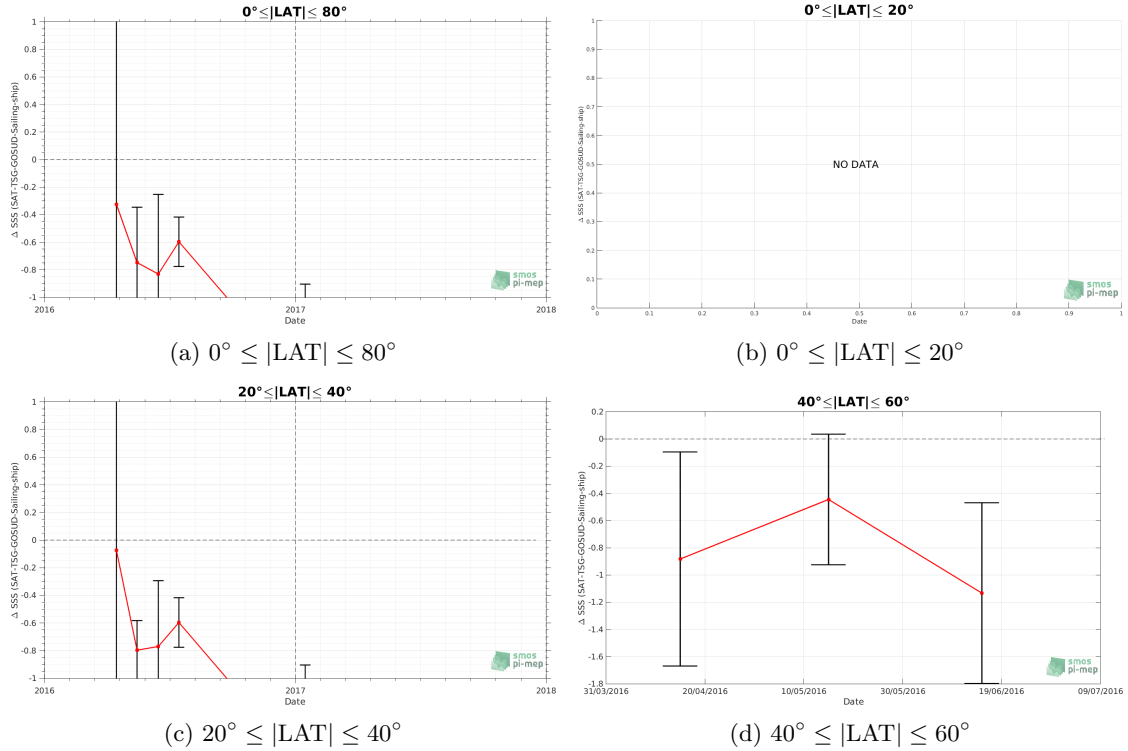 0°≤|LAT|≤ 80°
Δ SSS (SAT-TSG-GOSUD-Sailing-ship)
1
0.8
0.6
0.4
0.2
0
-0.2
-0.4
-0.6
-0.8
-1
2016
2017
2018
Date
smos
pi-mep
(a) 0° ≤ |LAT| ≤ 80°
0°≤|LAT|≤ 20°
Δ SSS (SAT-TSG-GOSUD-Sailing-ship)
1
0.9
0.8
0.7
0.6
0.5
0.4
0.3
0.2
0.1
0
NO DATA
0
0.1
0.2
0.3
0.4
0.5
0.6
0.7
0.8
0.9
1
Date
smos
pi-mep
(b) 0° ≤ |LAT| ≤ 20°
20°≤|LAT|≤ 40°
Δ SSS (SAT-TSG-GOSUD-Sailing-ship)
1
0.8
0.6
0.4
0.2
0
-0.2
-0.4
-0.6
-0.8
-1
2016
2017
2018
Date
smos
pi-mep
(c) 20° ≤ |LAT| ≤ 40°
40°≤|LAT|≤ 60°
Δ SSS (SAT-TSG-GOSUD-Sailing-ship)
0.2
0
-0.2
-0.4
-0.6
-0.8
-1
-1.2
-1.4
-1.6
-1.8
31/03/2016
20/04/2016
10/05/2016
30/05/2016
19/06/2016
09/07/2016
Date
smos
pi-mep
(d) 40° ≤ |LAT| ≤ 60°